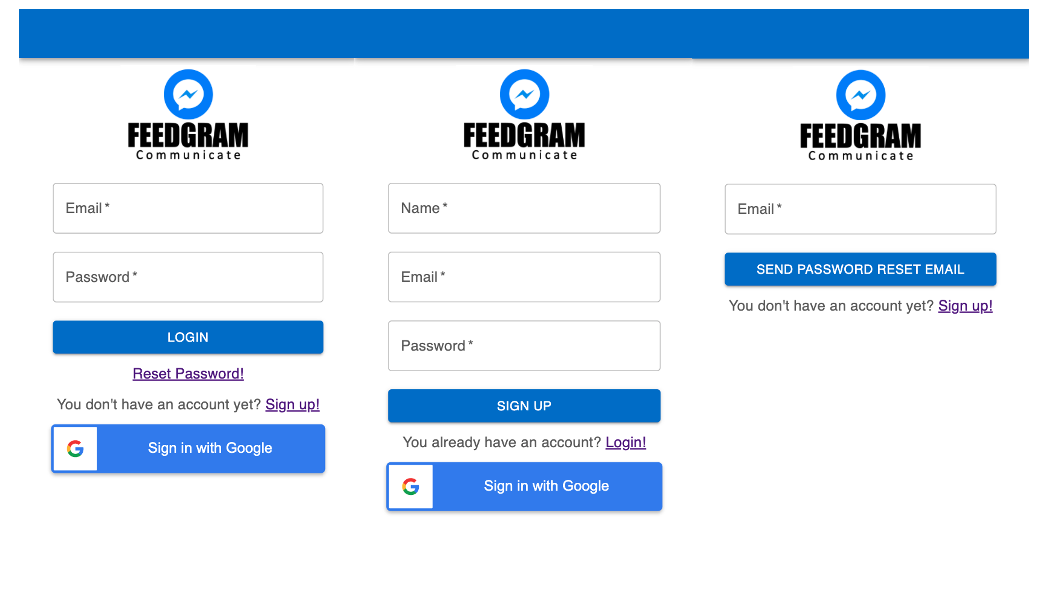 FEEDGRAM
Communicate
Email *
Password *
LOGIN
Reset Password!
You don't have an account yet? Sign up!
Sign in with Google
FEEDGRAM
Communicate
Name *
Email *
Password *
SIGN UP
You already have an account? Login!
Sign in with Google
FEEDGRAM
Communicate
Email *
SEND PASSWORD RESET EMAIL
You don't have an account yet? Sign up!